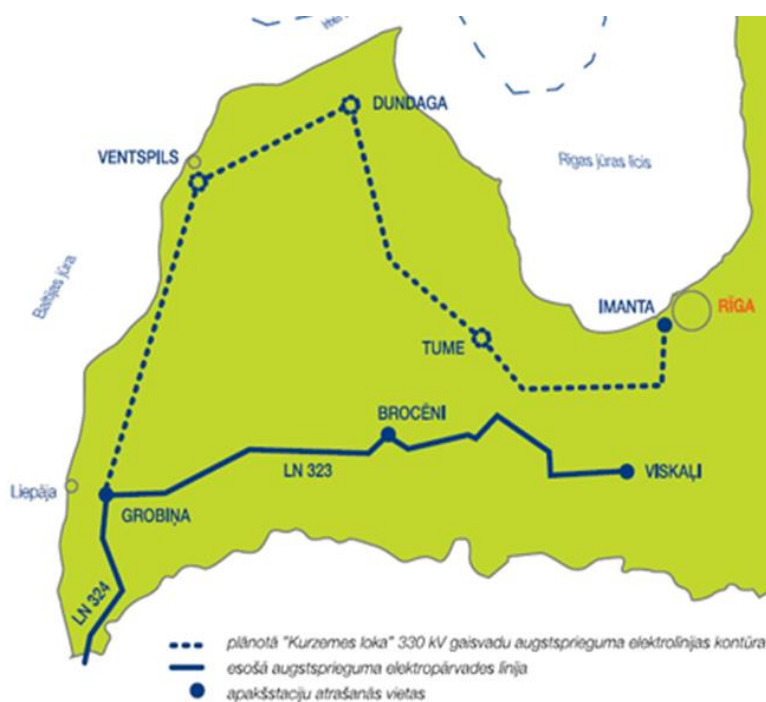 DUNDAGA
VENTSPILS
Rīgas jūras līcis
Baltijas jūra
IMANTA
RĪGA
TUME
BROCĒNI
LN 323
VISKAĻI
Liepāja
GROBIŅA
LN 324
plānotā "Kurzemes loka" 330 kV gaisvadu augstsprieguma elektrolīnijas kontūra
esošā augstsprieguma elektropārvades līnija
apakšstaciju atrašanās vietas